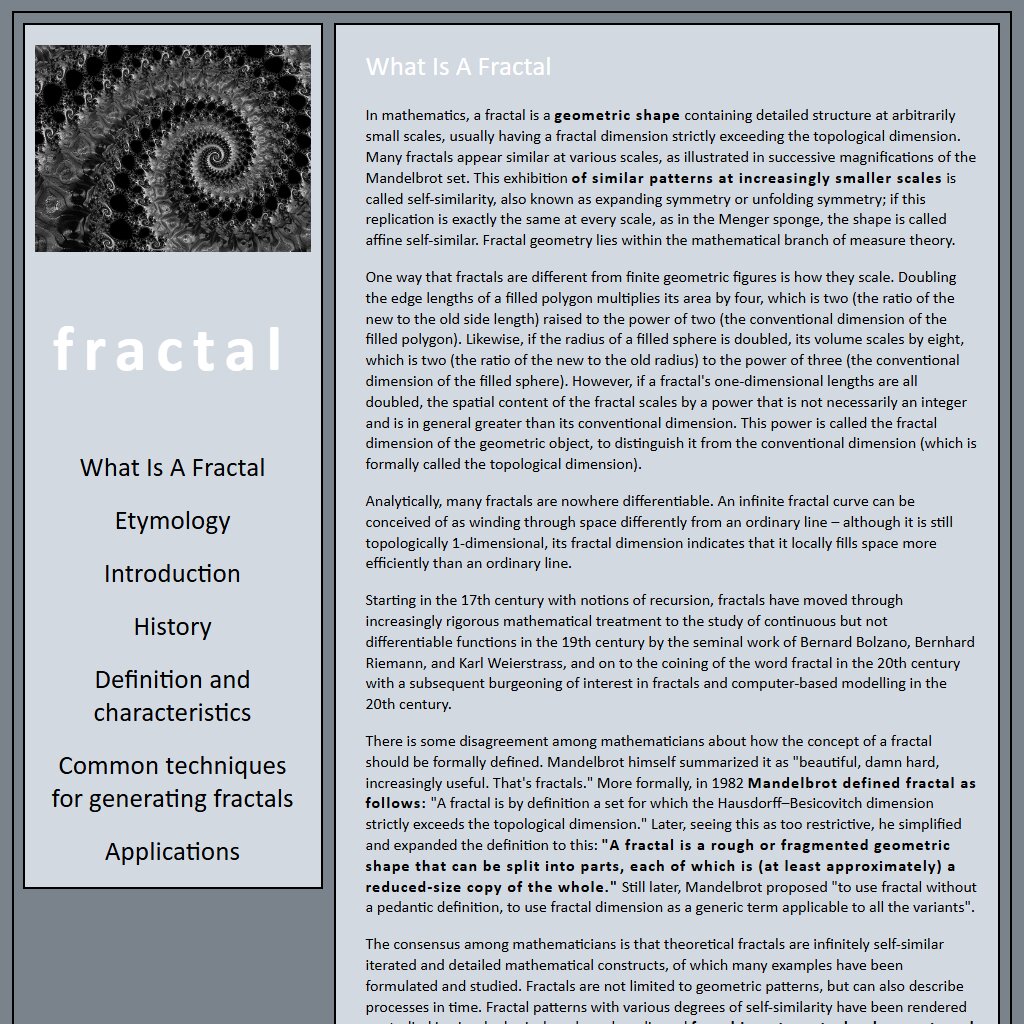 fractal
What Is A Fractal
Etymology
Introduction
History
Definition and
characteristics
Common techniques
for generating fractals
Applications
What Is A Fractal
In mathematics, a fractal is a geometric shape containing detailed structure at arbitrarily
small scales, usually having a fractal dimension strictly exceeding the topological dimension.
Many fractals appear similar at various scales, as illustrated in successive magnifications of the
Mandelbrot set. This exhibition of similar patterns at increasingly smaller scales is
called self-similarity, also known as expanding symmetry or unfolding symmetry; if this
replication is exactly the same at every scale, as in the Menger sponge, the shape is called
affine self-similar. Fractal geometry lies within the mathematical branch of measure theory.
One way that fractals are different from finite geometric figures is how they scale. Doubling
the edge lengths of a filled polygon multiplies its area by four, which is two (the ratio of the
new to the old side length) raised to the power of two (the conventional dimension of the
filled polygon). Likewise, if the radius of a filled sphere is doubled, its volume scales by eight,
which is two (the ratio of the new to the old radius) to the power of three (the conventional
dimension of the filled sphere). However, if a fractal's one-dimensional lengths are all
doubled, the spatial content of the fractal scales by a power that is not necessarily an integer
and is in general greater than its conventional dimension. This power is called the fractal
dimension of the geometric object, to distinguish it from the conventional dimension (which is
formally called the topological dimension).
Analytically, many fractals are nowhere differentiable. An infinite fractal curve can be
conceived of as winding through space differently from an ordinary line – although it is still
topologically 1-dimensional, its fractal dimension indicates that it locally fills space more
efficiently than an ordinary line.
Starting in the 17th century with notions of recursion, fractals have moved through
increasingly rigorous mathematical treatment to the study of continuous but not
differentiable functions in the 19th century by the seminal work of Bernard Bolzano, Bernhard
Riemann, and Karl Weierstrass, and on to the coining of the word fractal in the 20th century
with a subsequent burgeoning of interest in fractals and computer-based modelling in the
20th century.
There is some disagreement among mathematicians about how the concept of a fractal
should be formally defined. Mandelbrot himself summarized it as "beautiful, damn hard,
increasingly useful. That's fractals." More formally, in 1982 Mandelbrot defined fractal as
follows: "A fractal is by definition a set for which the Hausdorff–Besicovitch dimension
strictly exceeds the topological dimension." Later, seeing this as too restrictive, he simplified
and expanded the definition to this: "A fractal is a rough or fragmented geometric
shape that can be split into parts, each of which is (at least approximately) a
reduced-size copy of the whole." Still later, Mandelbrot proposed "to use fractal without
a pedantic definition, to use fractal dimension as a generic term applicable to all the variants".
The consensus among mathematicians is that theoretical fractals are infinitely self-similar
iterated and detailed mathematical constructs, of which many examples have been
formulated and studied. Fractals are not limited to geometric patterns, but can also describe
processes in time. Fractal patterns with various degrees of self-similarity have been rendered